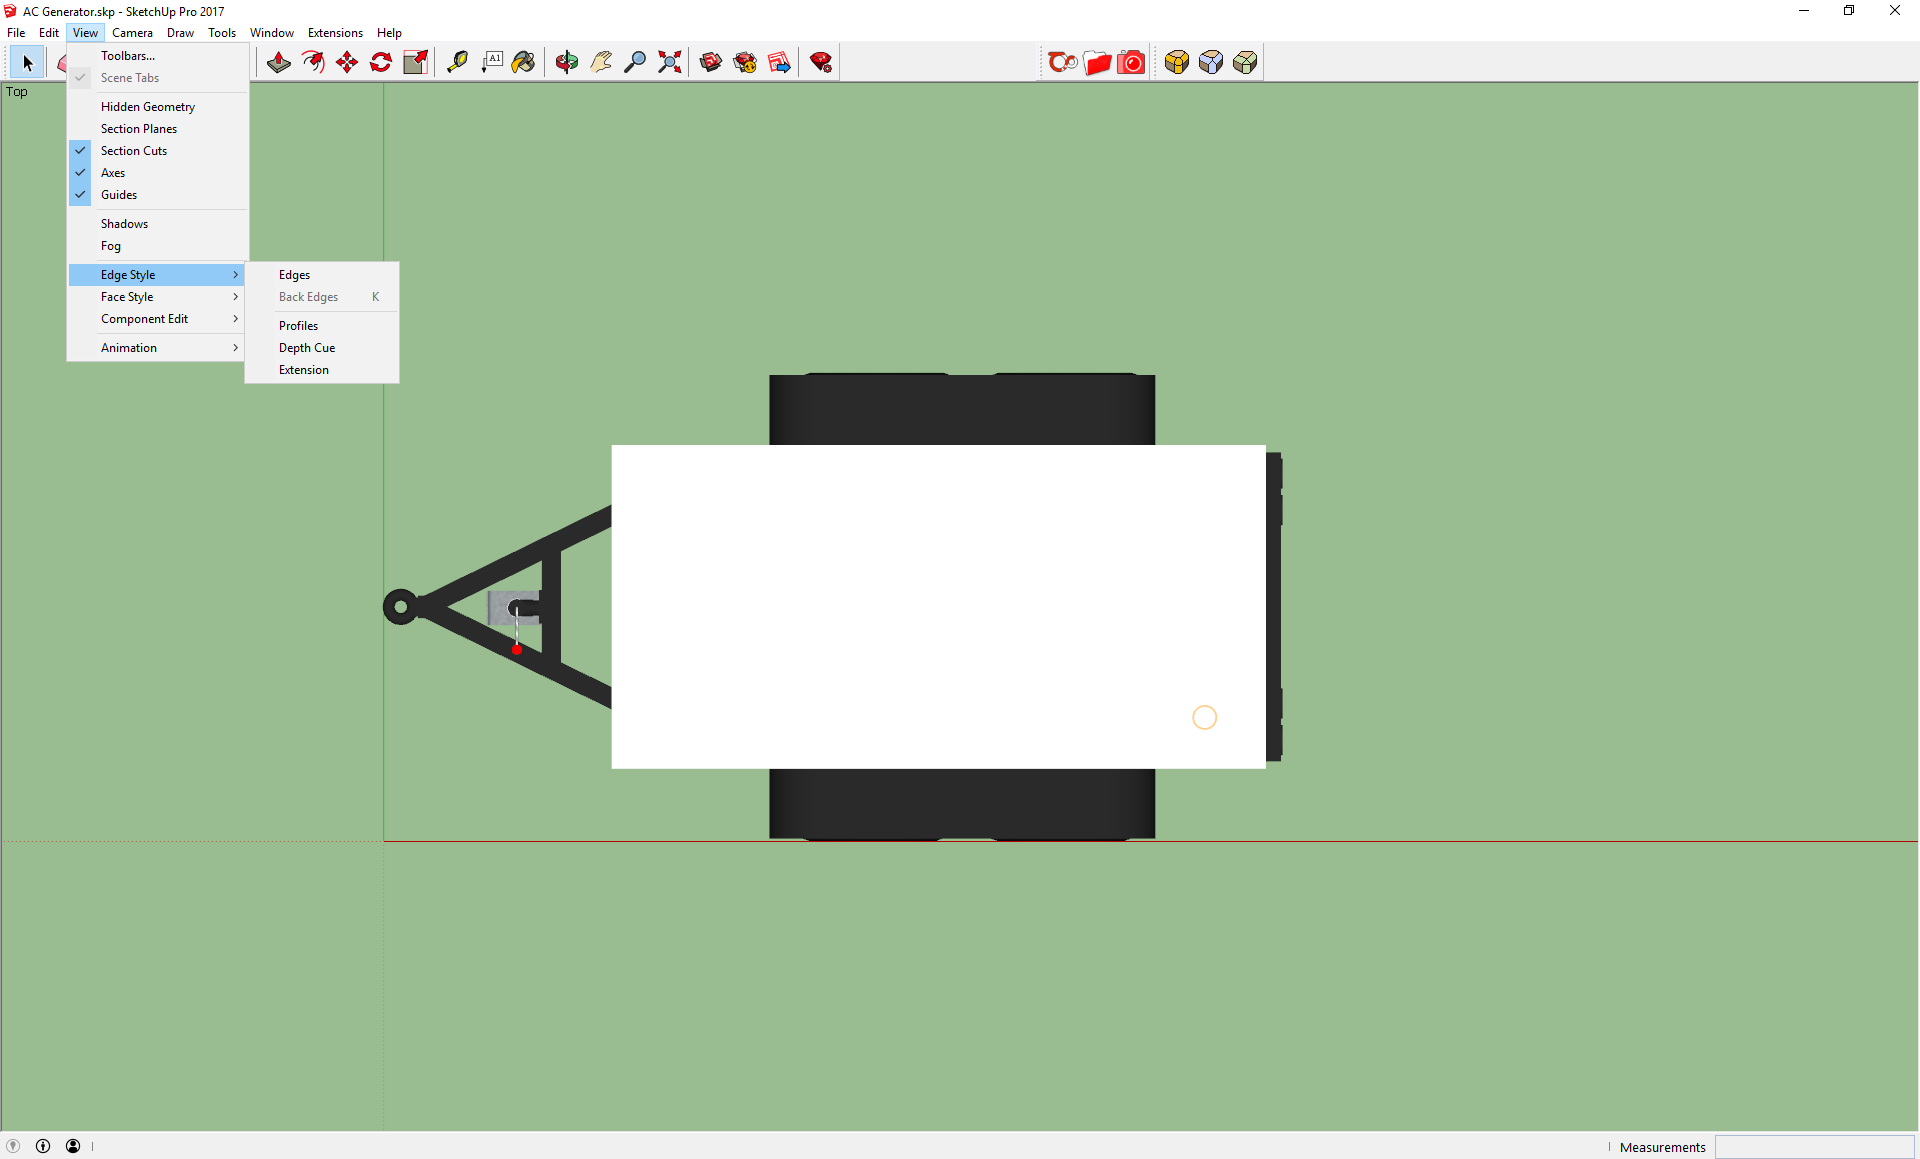 AC Generator.skp - SketchUp Pro 2017
File Edit View Camera Draw Tools Window Extensions Help
A1
Top
Toolbars...
Scene Tabs
Hidden Geometry
Section Planes
Section Cuts
Axes
Guides
Shadows
Fog
Edge Style
Face Style
Component Edit
Animation
Edges
Back Edges K
Profiles
Depth Cue
Extension
Measurements